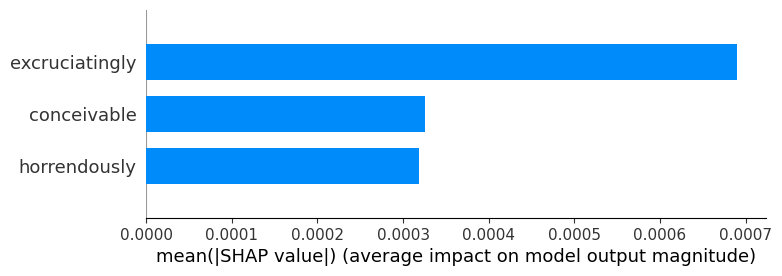 excruciatingly
conceivable
horrendously
0.0000 0.0001 0.0002 0.0003 0.0004 0.0005 0.0006 0.0007
mean(|SHAP value|) (average impact on model output magnitude)